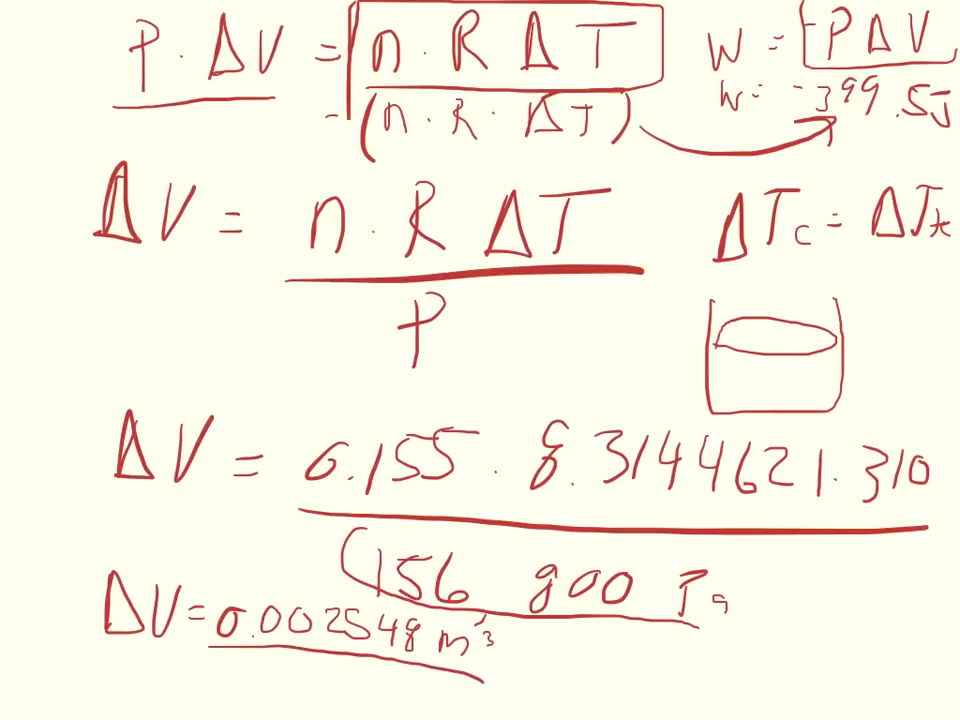 P · ΔV = n · R ΔT
W = -PΔV
-(n · R · ΔT)
W = -399.5J
ΔV = n · R ΔT
P
ΔTc = ΔTk
ΔV = 0.155 · 8.3144621 · 310
156 800 Pa
ΔV = 0.002548 m³